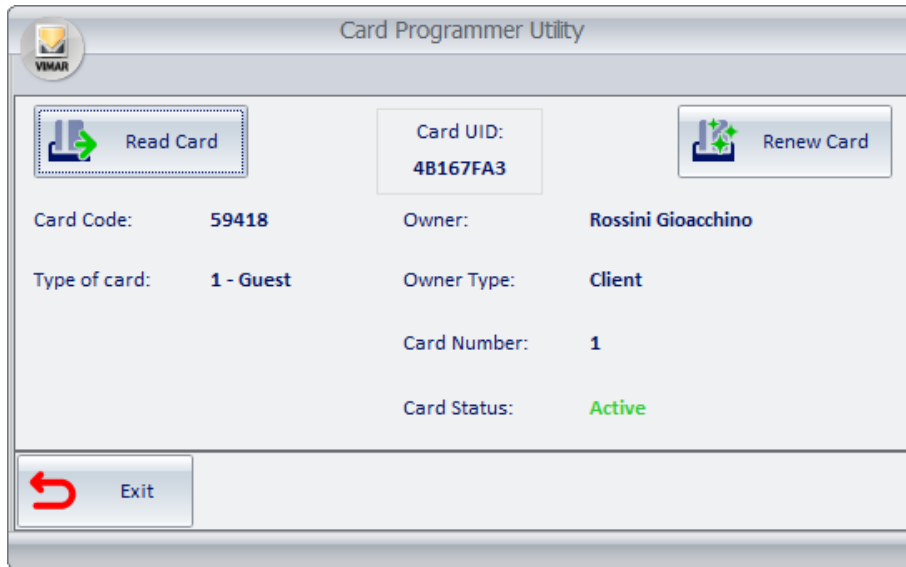 Card Programmer Utility
VIMAR
Read Card
Card UID:
4B167FA3
Renew Card
Card Code: 59418 Owner: Rossini Gioacchino
Type of card: 1 - Guest Owner Type: Client
Card Number: 1
Card Status: Active
Exit